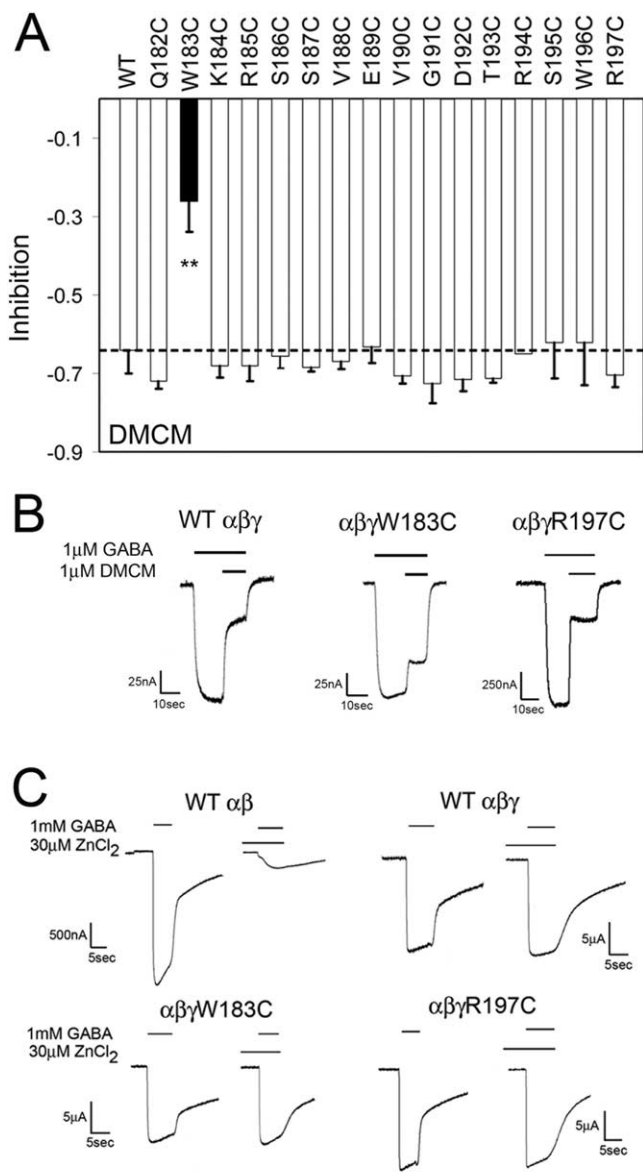 A
WT
Q182C
W183C
K184C
R185C
S186C
S187C
V188C
E189C
V190C
G191C
D192C
T193C
R194C
S195C
W196C
R197C
-0.1
-0.3
-0.5
-0.7
-0.9
Inhibition
**
DMCM
B
WT αβγ
αβγW183C
αβγR197C
1μM GABA
1μM DMCM
25nA
10sec
25nA
10sec
250nA
10sec
C
WT αβ
WT αβγ
1mM GABA
30μM ZnCl2
500nA
5sec
5μA
5sec
αβγW183C
αβγR197C
1mM GABA
30μM ZnCl2
5μA
5sec
5μA
5sec